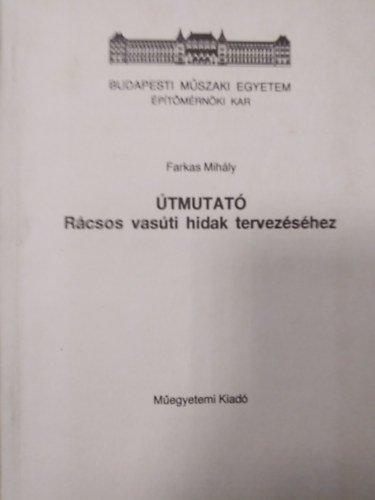 BUDAPESTI MŰSZAKI EGYETEM
ÉPÍTŐMÉRNÖKI KAR
Farkas Mihály
ÚTMUTATÓ
Rácsos vasúti hidak tervezéséhez
Műegyetemi Kiadó